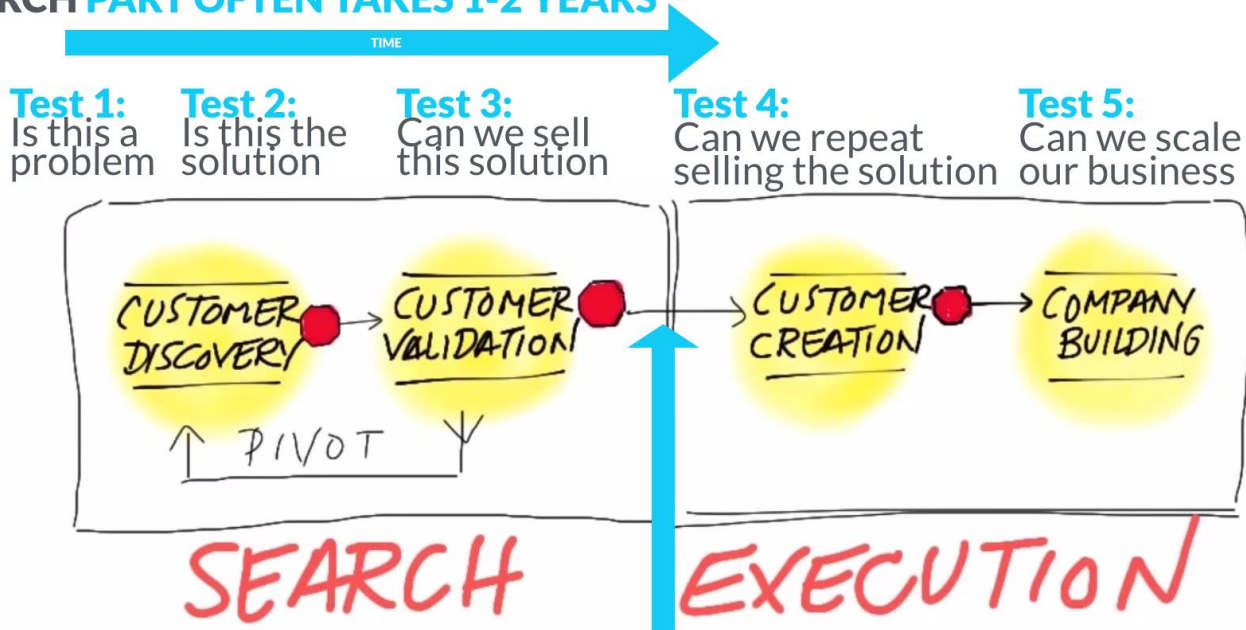 RCH PART OFTEN TAKES 1-2 YEARS
TIME
Test 1:
Is this a
problem
Test 2:
Is this the
solution
Test 3:
Can we sell
this solution
Test 4:
Can we repeat
selling the solution
Test 5:
Can we scale
our business
CUSTOMER
DISCOVERY
CUSTOMER
VALIDATION
CUSTOMER
CREATION
COMPANY
BUILDING
PIVOT
SEARCH
EXECUTION